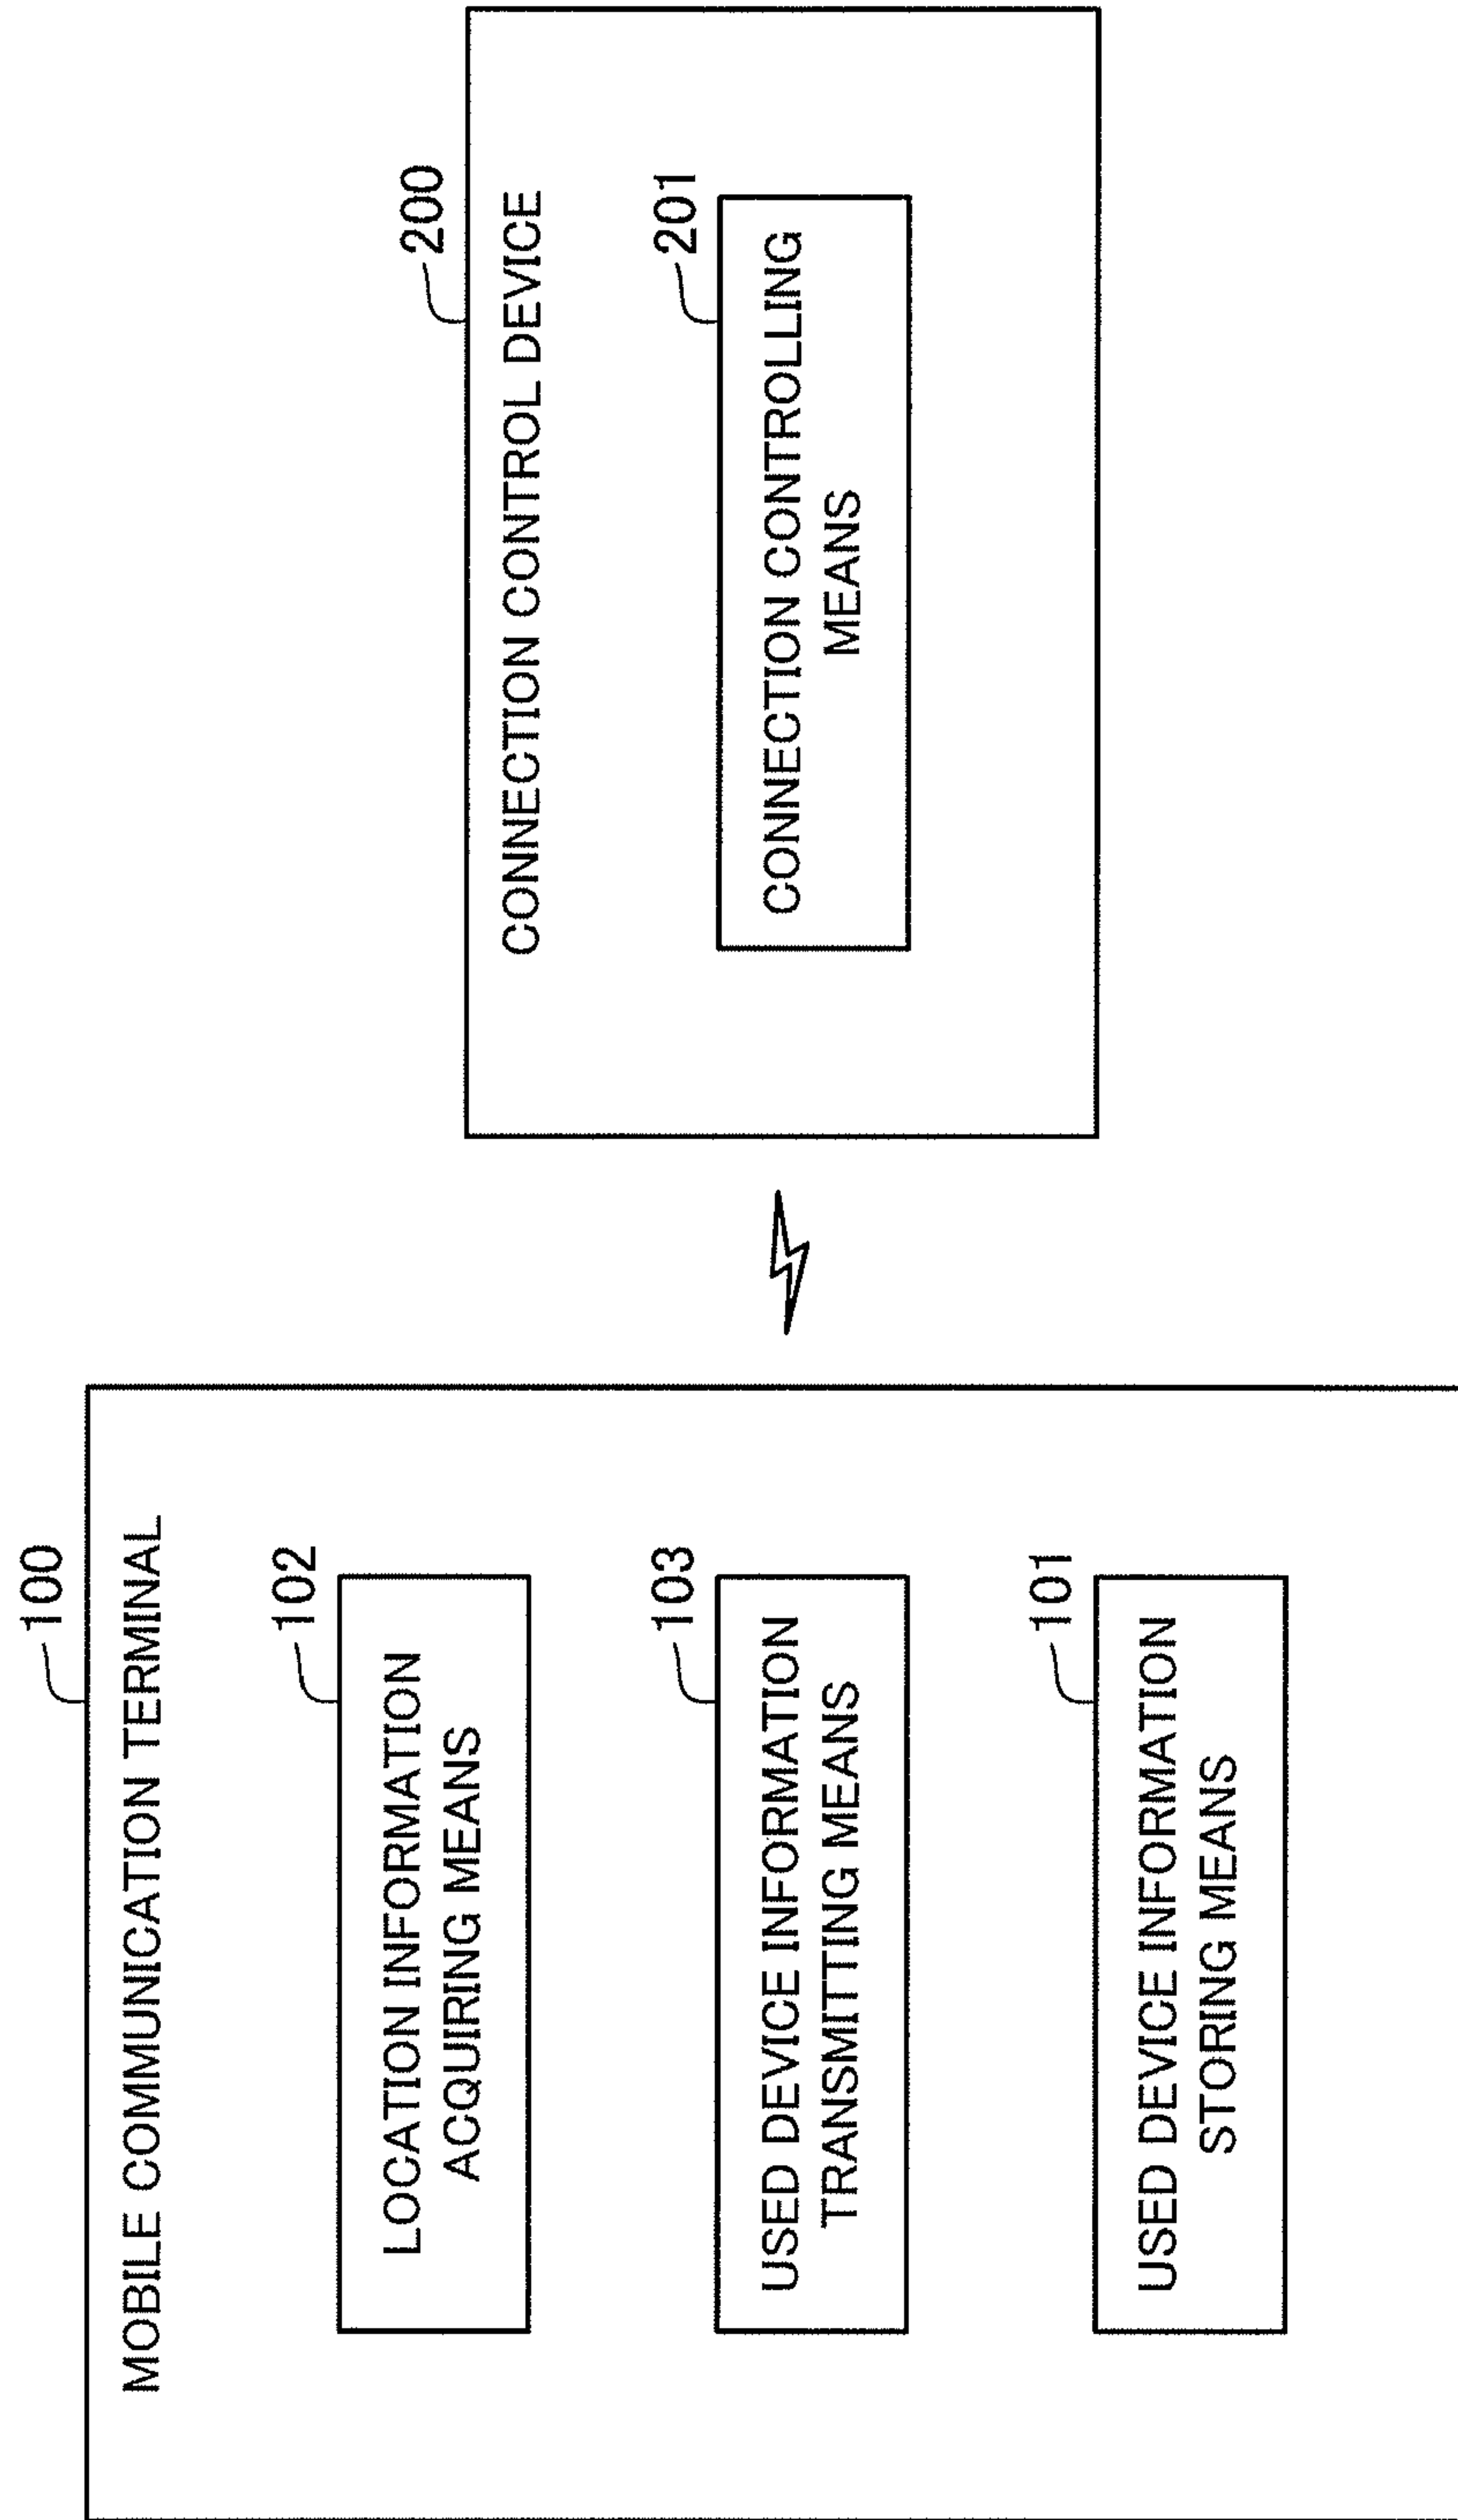 100
MOBILE COMMUNICATION TERMINAL
102
LOCATION INFORMATION
ACQUIRING MEANS
103
USED DEVICE INFORMATION
TRANSMITTING MEANS
101
USED DEVICE INFORMATION
STORING MEANS
200
CONNECTION CONTROL DEVICE
201
CONNECTION CONTROLLING
MEANS